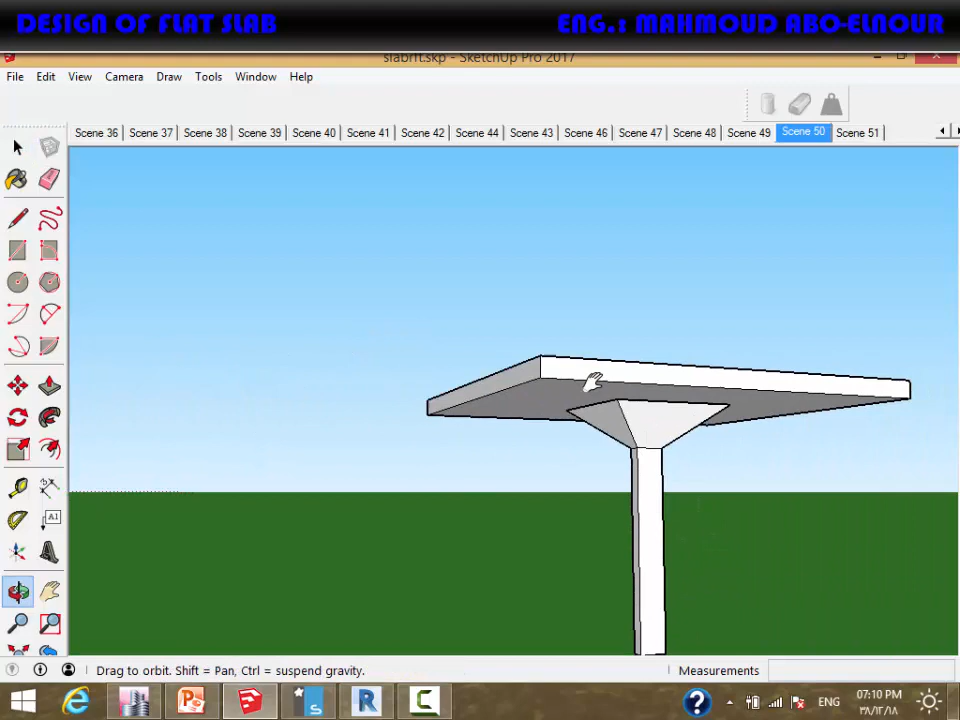 DESIGN OF FLAT SLAB
ENG.: MAHMOUD ABO-ELNOUR
slabrft.skp - SketchUp Pro 2017
File Edit View Camera Draw Tools Window Help
Scene 36 Scene 37 Scene 38 Scene 39 Scene 40 Scene 41 Scene 42 Scene 44 Scene 43 Scene 46 Scene 47 Scene 48 Scene 49 Scene 50 Scene 51
Drag to orbit. Shift = Pan, Ctrl = suspend gravity.
Measurements
ENG
07:10 PM
٣٨/١٢/١٨